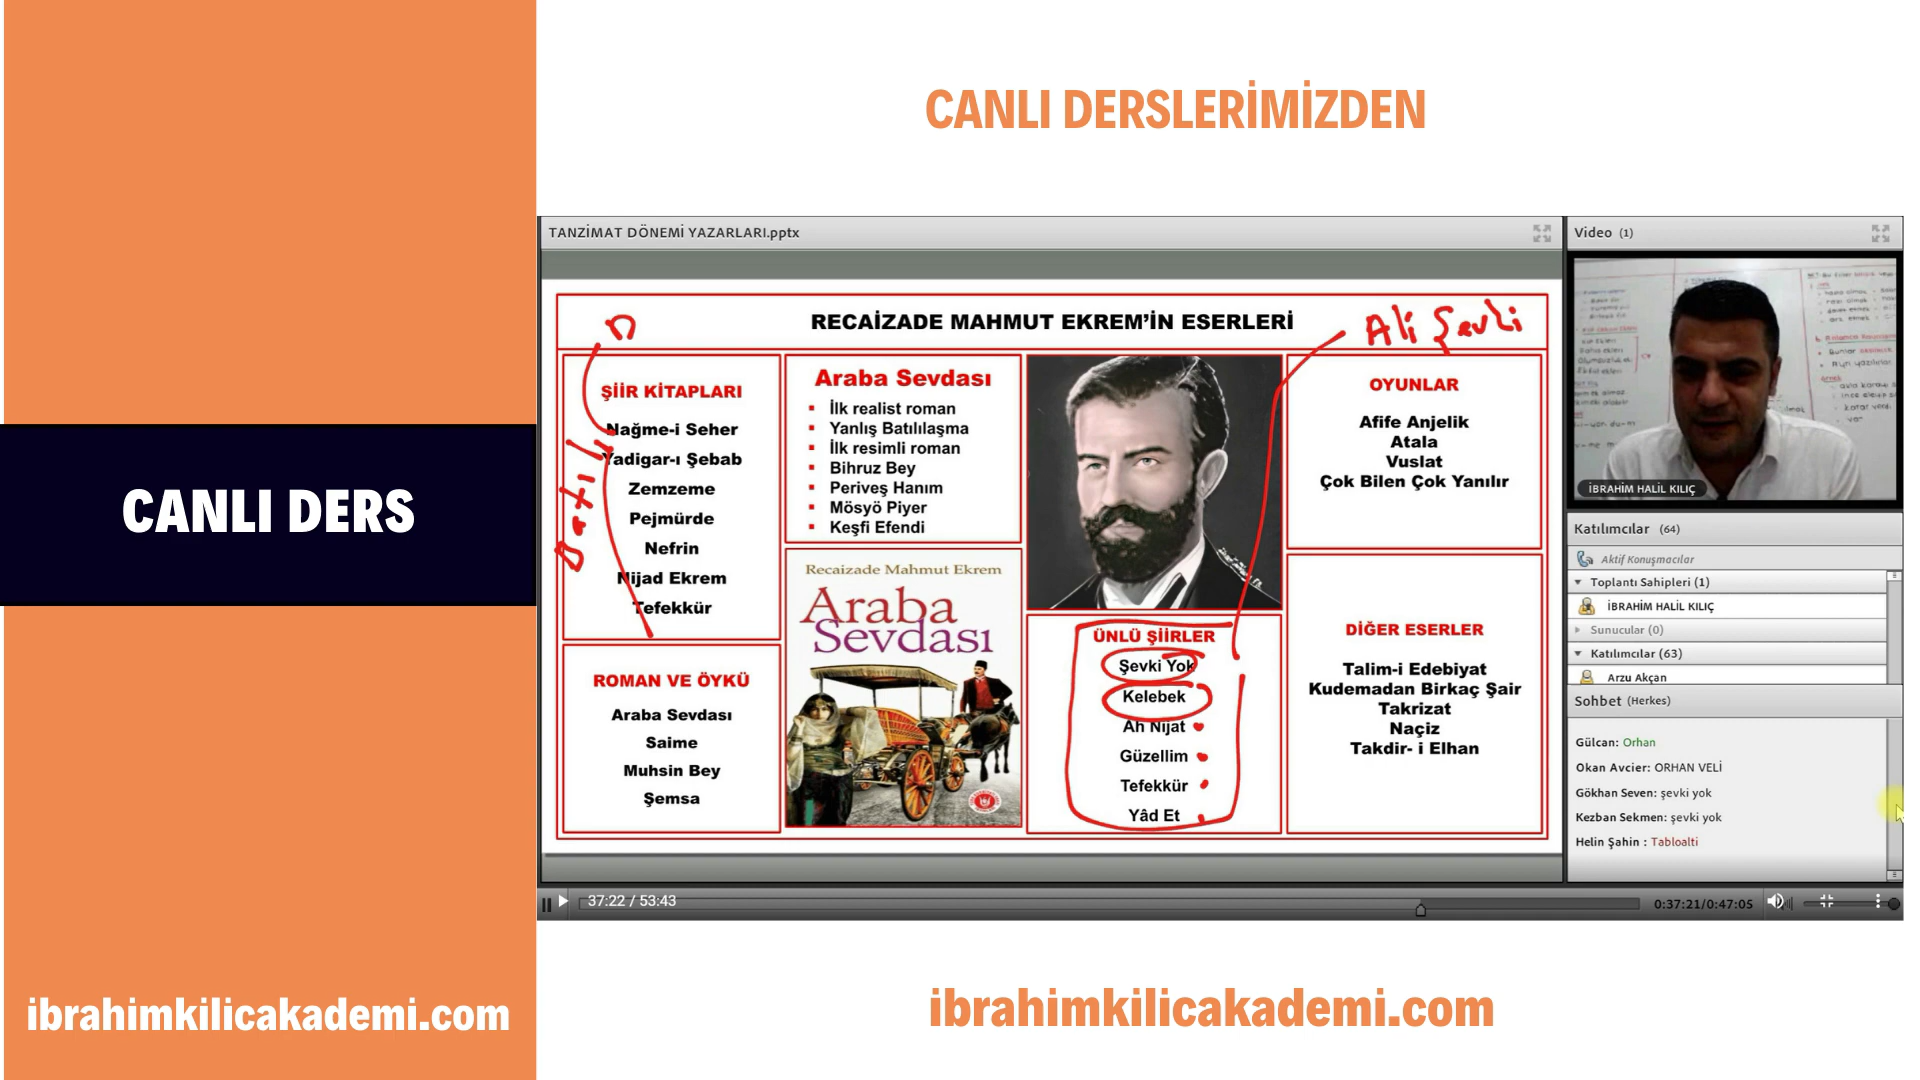 CANLI DERS
ibrahimkilicakademi.com
CANLI DERSLERİMİZDEN
TANZİMAT DÖNEMİ YAZARLARI.pptx
RECAİZADE MAHMUT EKREM’İN ESERLERİ
Ali Şevki
Batılı
ŞİİR KİTAPLARI
Nağme-i Seher
Yadigar-ı Şebab
Zemzeme
Pejmürde
Nefrin
Nijad Ekrem
Tefekkür
ROMAN VE ÖYKÜ
Araba Sevdası
Saime
Muhsin Bey
Şemsa
Araba Sevdası
İlk realist roman
Yanlış Batılılaşma
İlk resimli roman
Bihruz Bey
Periveş Hanım
Mösyö Piyer
Keşfi Efendi
Recaizade Mahmut Ekrem
Araba
Sevdası
ÜNLÜ ŞİİRLER
Şevki Yok
Kelebek
Ah Nijat
Güzellim
Tefekkür
Yâd Et
OYUNLAR
Afife Anjelik
Atala
Vuslat
Çok Bilen Çok Yanılır
DİĞER ESERLER
Talim-i Edebiyat
Kudemadan Birkaç Şair
Takrizat
Naçiz
Takdir- i Elhan
Video (1)
İBRAHİM HALİL KILIÇ
Katılımcılar (64)
Aktif Konuşmacılar
Toplantı Sahipleri (1)
İBRAHİM HALİL KILIÇ
Sunucular (0)
Katılımcılar (63)
Arzu Akçan
Sohbet (Herkes)
Gülcan: Orhan
Okan Avcier: ORHAN VELİ
Gökhan Seven: şevki yok
Kezban Sekmen: şevki yok
Helin Şahin : Tabloalti
37:22 / 53:43
0:37:21/0:47:05
ibrahimkilicakademi.com